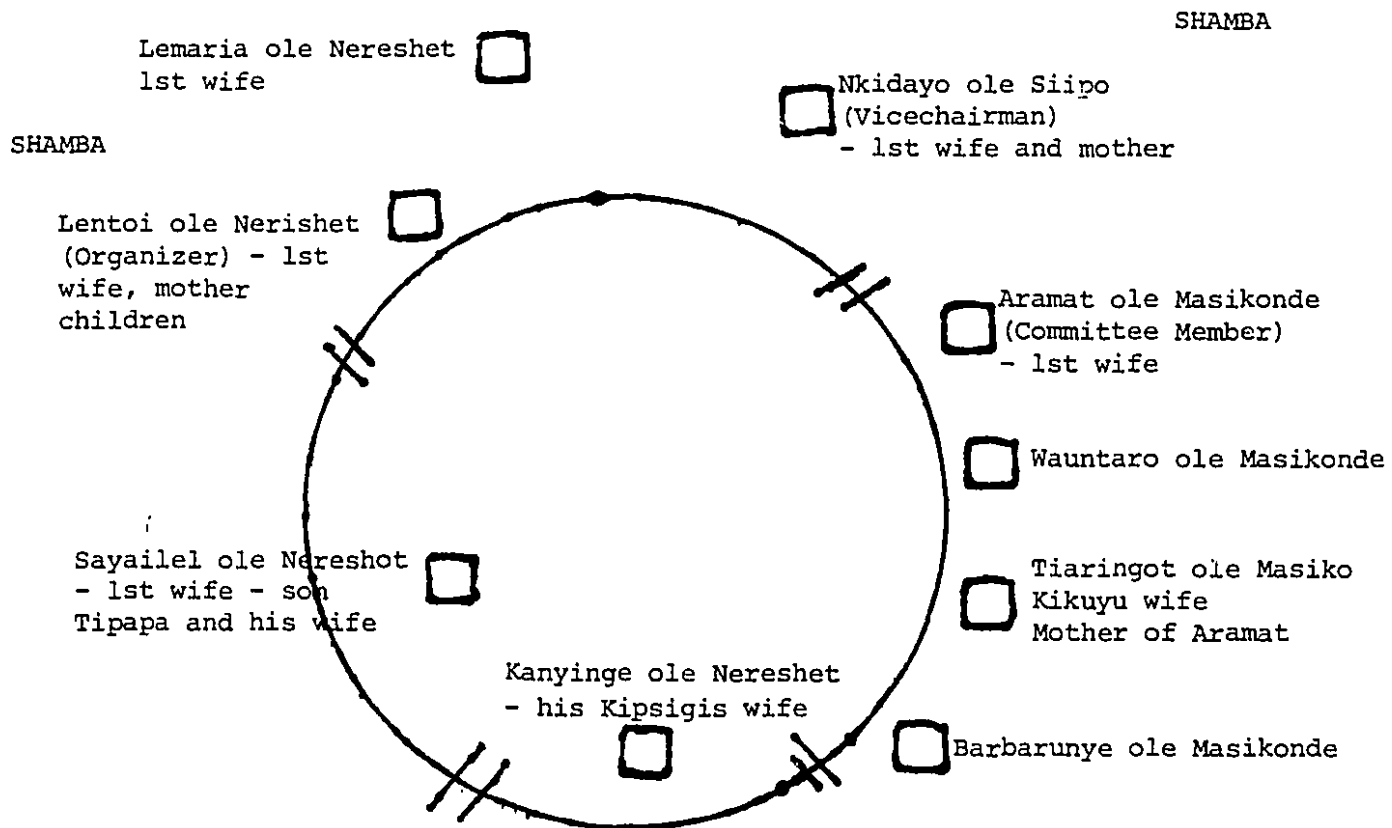 SHAMBA
Lemaria ole Nereshet
1st wife
Nkidayo ole Siipo
(Vicechairman)
- 1st wife and mother
SHAMBA
Lentoi ole Nerishet
(Organizer) - 1st
wife, mother
children
Aramat ole Masikonde
(Committee Member)
- 1st wife
Wauntaro ole Masikonde
Sayailel ole Nereshot
- 1st wife - son
Tipapa and his wife
Tiaringot ole Masiko
Kikuyu wife
Mother of Aramat
Kanyinge ole Nereshet
- his Kipsigis wife
Barbarunye ole Masikonde